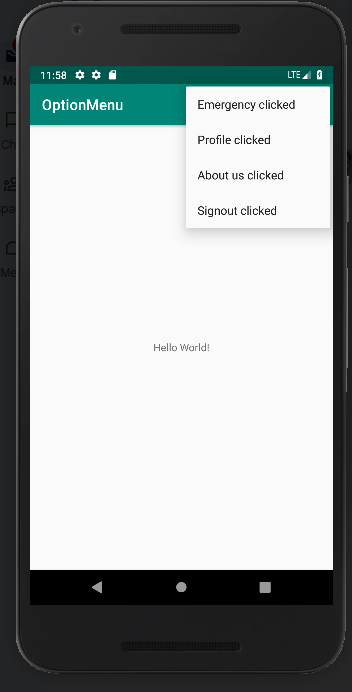 11:58
LTE
OptionMenu
Emergency clicked
Profile clicked
About us clicked
Signout clicked
Hello World!